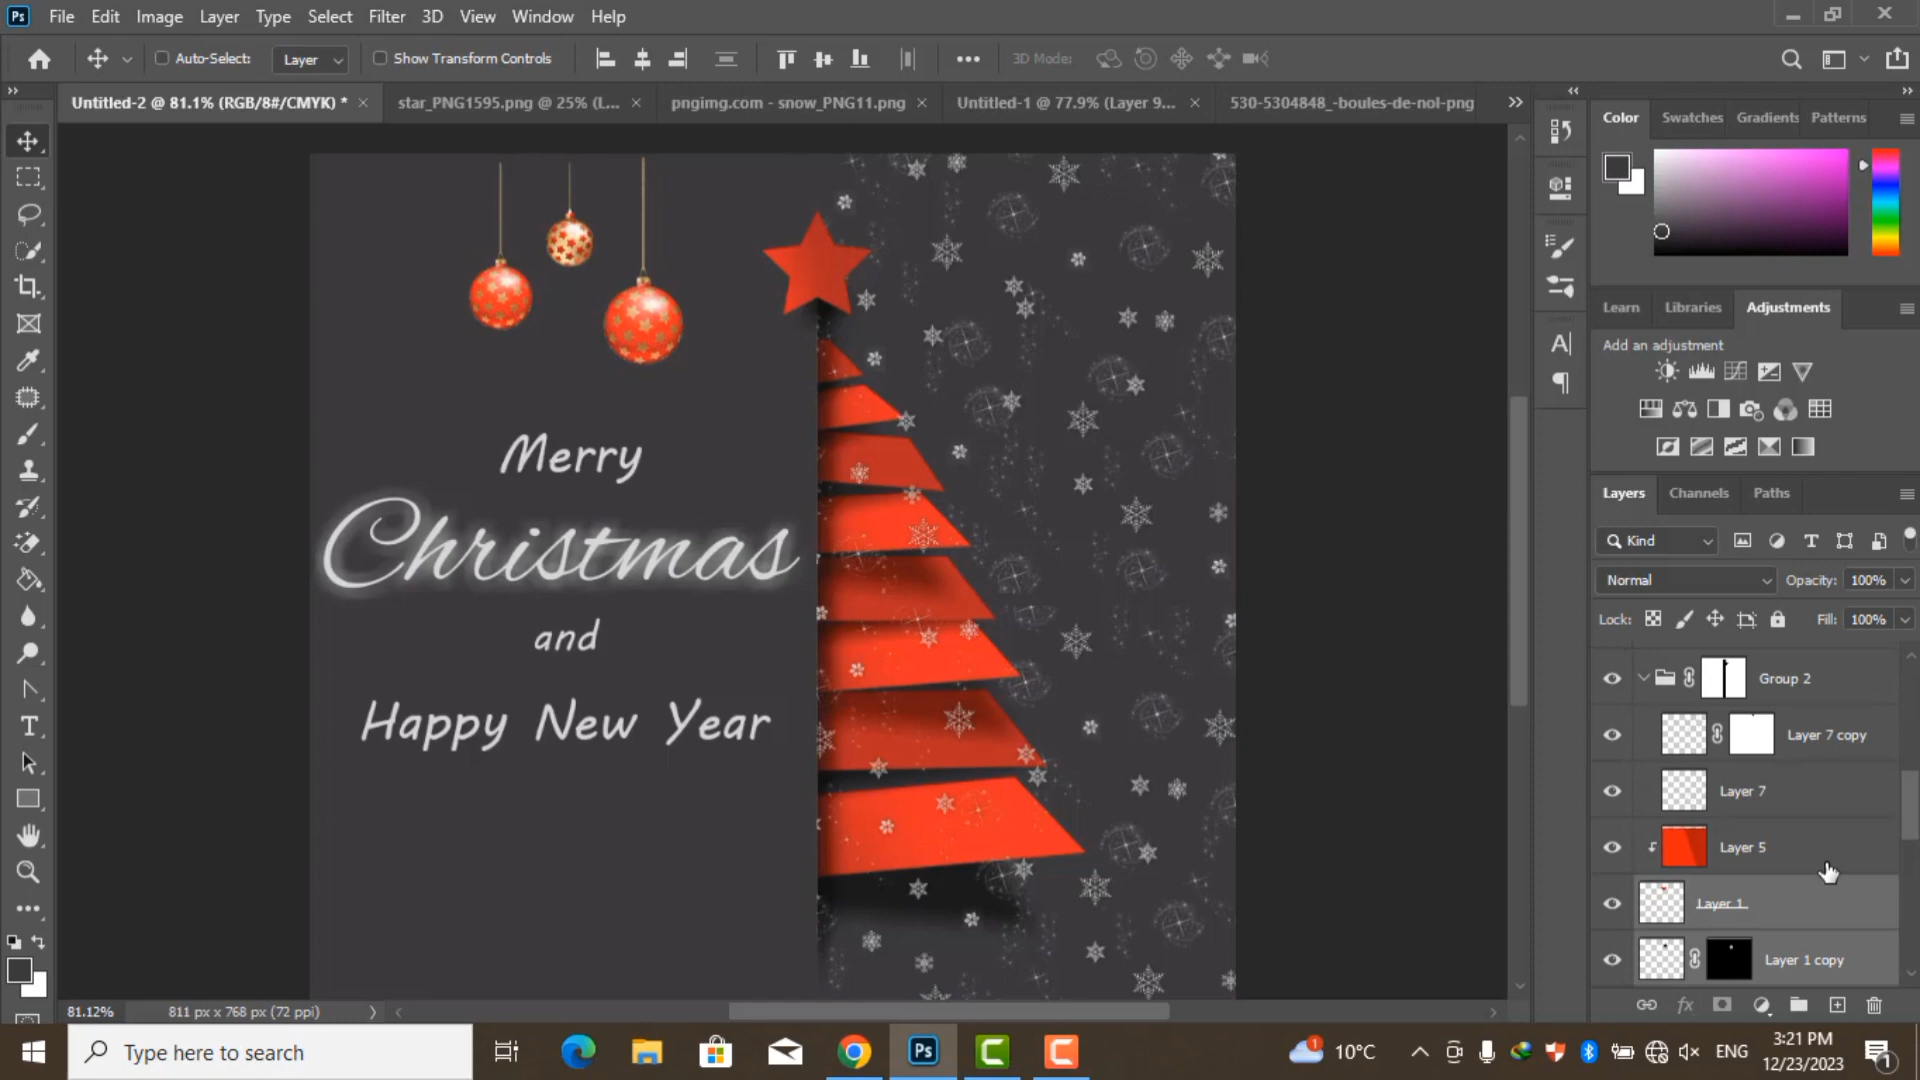 Ps File Edit Image Layer Type Select Filter 3D View Window Help
Auto-Select: Layer Show Transform Controls 3D Mode:
Untitled-2 @ 81.1% (RGB/8#/CMYK) * star_PNG1595.png @ 25% (L... pngimg.com - snow_PNG11.png Untitled-1 @ 77.9% (Layer 9... 530-5304848_-boules-de-nol-png
Color Swatches Gradients Patterns
Learn Libraries Adjustments
Add an adjustment
Merry
Christmas
and
Happy New Year
Layers Channels Paths
Kind
Normal Opacity: 100%
Lock: Fill: 100%
Group 2
Layer 7 copy
Layer 7
Layer 5
Layer 1
Layer 1 copy
81.12% 811 px x 768 px (72 ppi)
Type here to search
Ps
10°C
ENG
3:21 PM
12/23/2023